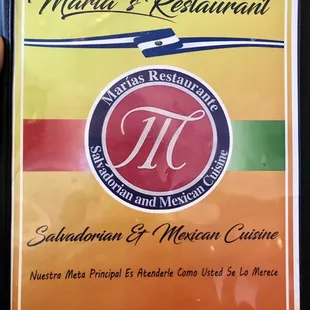 Maria's Restaurant
Marías Restaurante
M
Salvadorian and Mexican Cuisine
Salvadorian & Mexican Cuisine
Nuestra Meta Principal Es Atenderle Como Usted Se Lo Merece